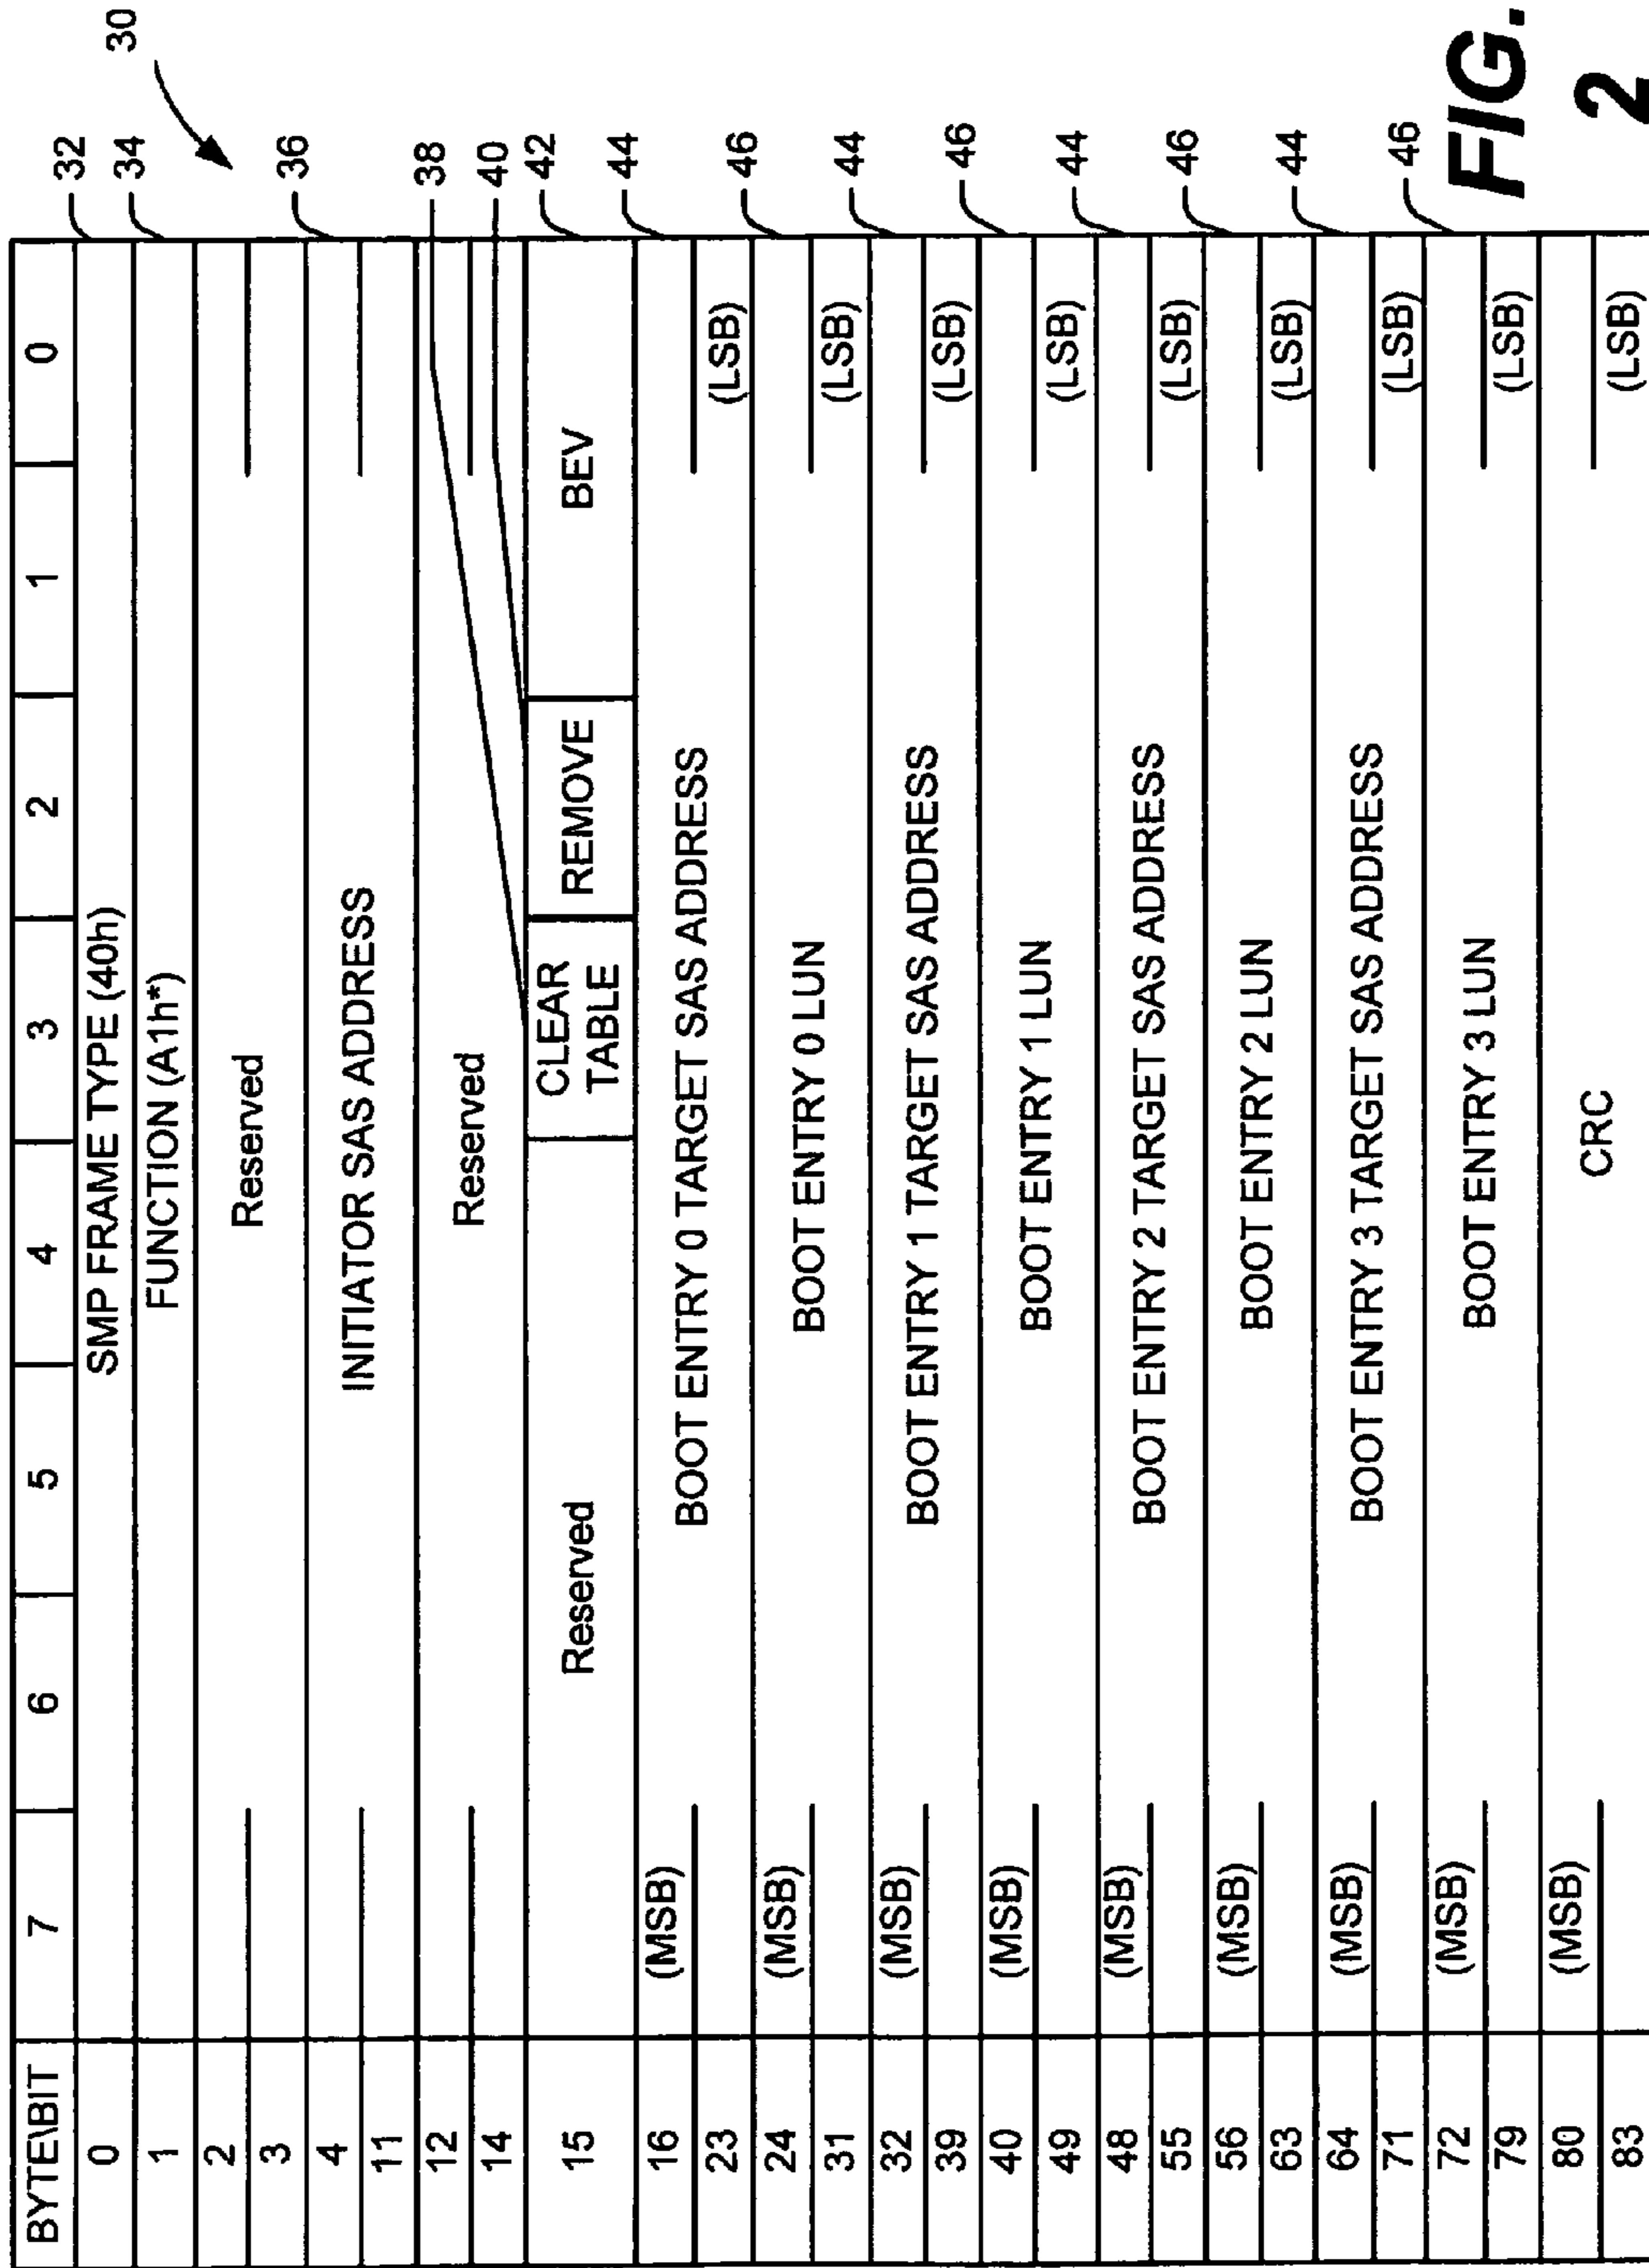 BYTE\BIT 7 6 5 4 3 2 1 0
0 SMP FRAME TYPE (40h) 32
1 FUNCTION (A1h*) 34
30
2
Reserved
3
4 36
INITIATOR SAS ADDRESS
11
12 38
Reserved
14 40
15 Reserved CLEAR TABLE REMOVE BEV 42
16 (MSB) 44
BOOT ENTRY 0 TARGET SAS ADDRESS
23 (LSB)
24 (MSB) 46
BOOT ENTRY 0 LUN
31 (LSB)
32 (MSB) 44
BOOT ENTRY 1 TARGET SAS ADDRESS
39 (LSB)
40 (MSB) 46
BOOT ENTRY 1 LUN
49 (LSB)
48 (MSB) 44
BOOT ENTRY 2 TARGET SAS ADDRESS
55 (LSB)
56 (MSB) 46
BOOT ENTRY 2 LUN
63 (LSB)
64 (MSB) 44
BOOT ENTRY 3 TARGET SAS ADDRESS
71 (LSB)
72 (MSB) 46
BOOT ENTRY 3 LUN
79 (LSB)
80 (MSB)
CRC
83 (LSB)
FIG.
2